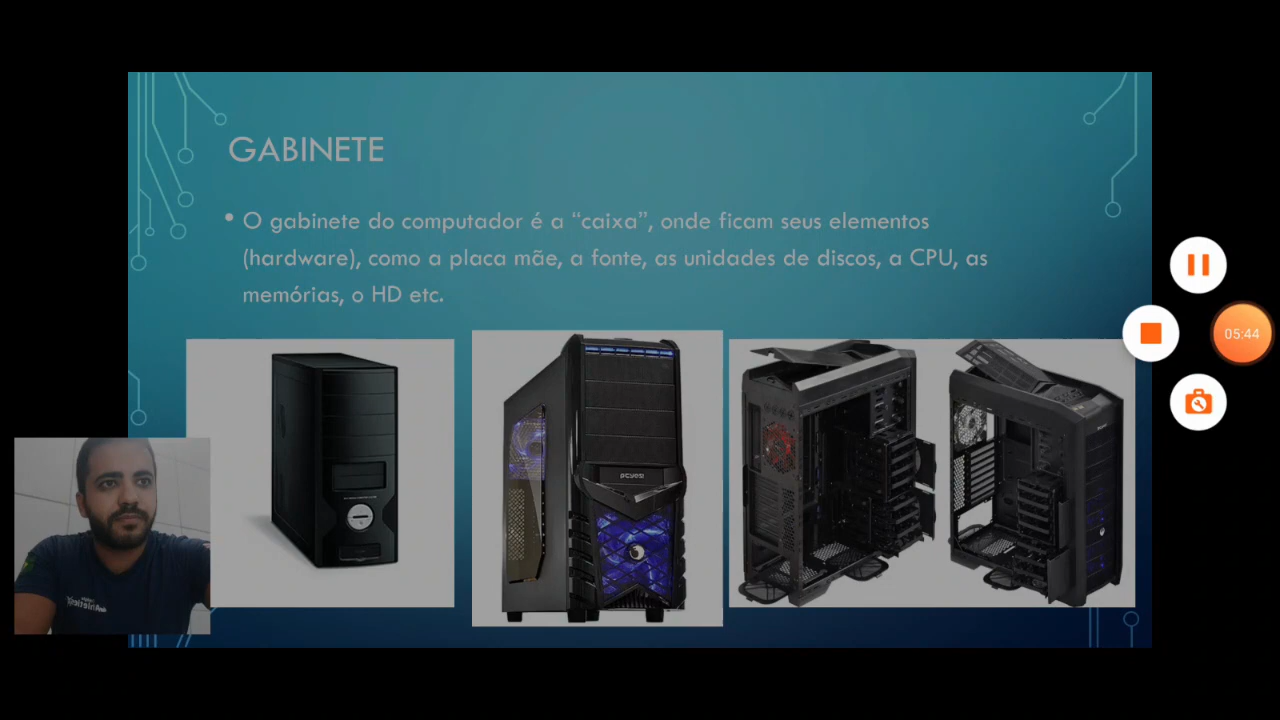 GABINETE
• O gabinete do computador é a “caixa”, onde ficam seus elementos
(hardware), como a placa mãe, a fonte, as unidades de discos, a CPU, as
memórias, o HD etc.
pcyes!
05:44